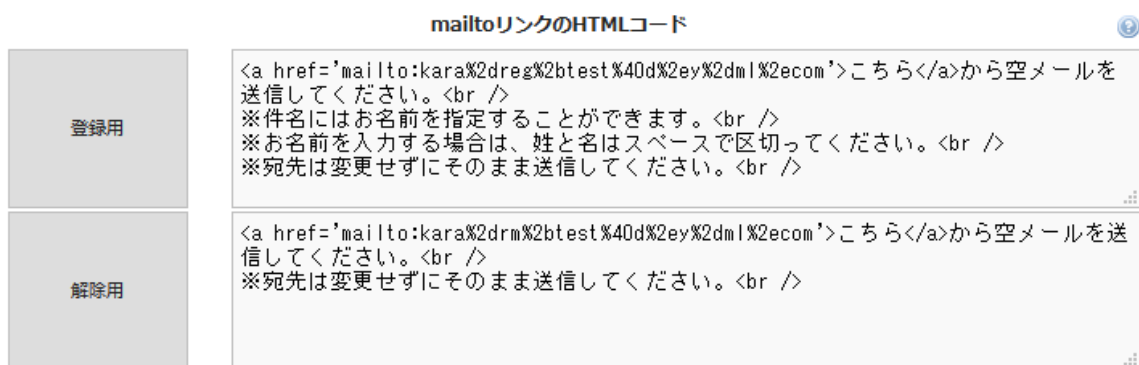 mailtoリンクのHTMLコード
登録用
<a href='mailto:kara%2dreg%2btest%40d%2ey%2dml%2ecom'>こちら</a>から空メールを
送信してください。<br />
※件名にはお名前を指定することができます。<br />
※お名前を入力する場合は、姓と名はスペースで区切ってください。<br />
※宛先は変更せずにそのまま送信してください。<br />
解除用
<a href='mailto:kara%2drm%2btest%40d%2ey%2dml%2ecom'>こちら</a>から空メールを送
信してください。<br />
※宛先は変更せずにそのまま送信してください。<br />